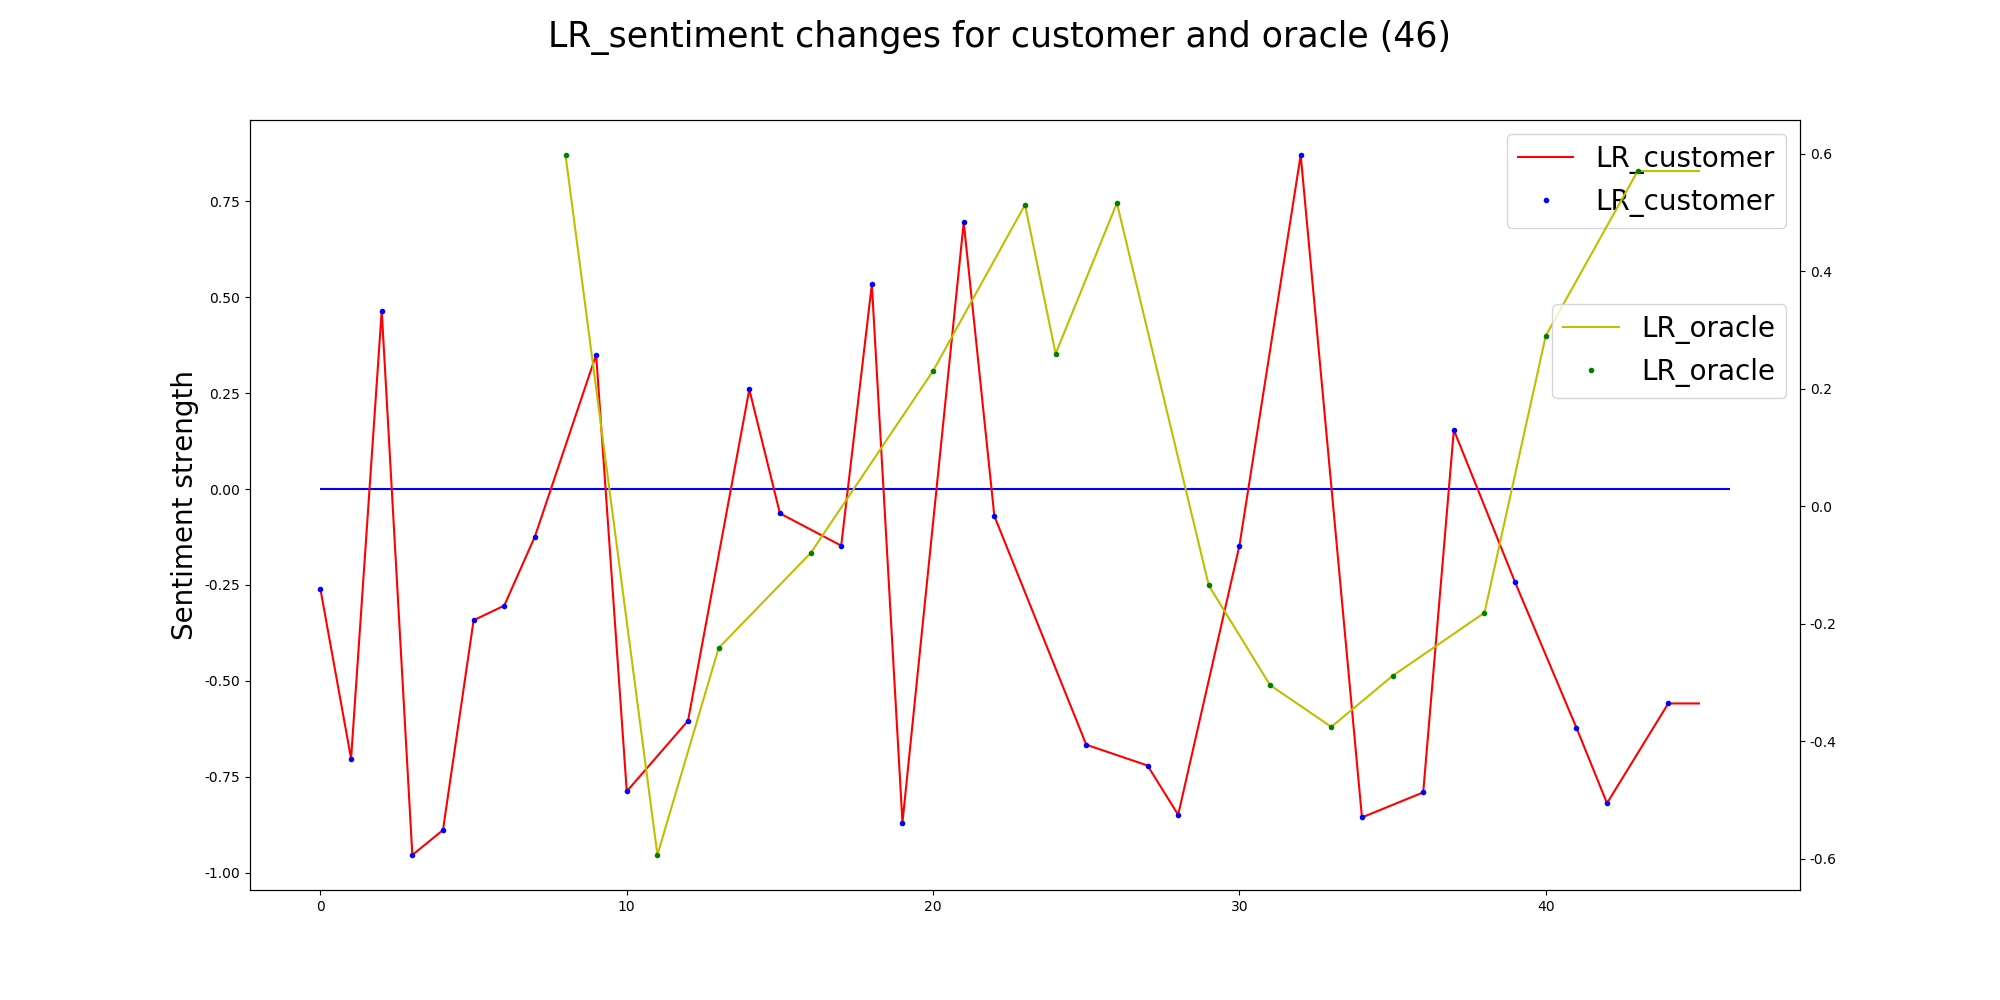 LR_sentiment changes for customer and oracle (46)
LR_customer
LR_customer
LR_oracle
LR_oracle
Sentiment strength
0.75
0.50
0.25
0.00
-0.25
-0.50
-0.75
-1.00
0.6
0.4
0.2
0.0
-0.2
-0.4
-0.6
0 10 20 30 40